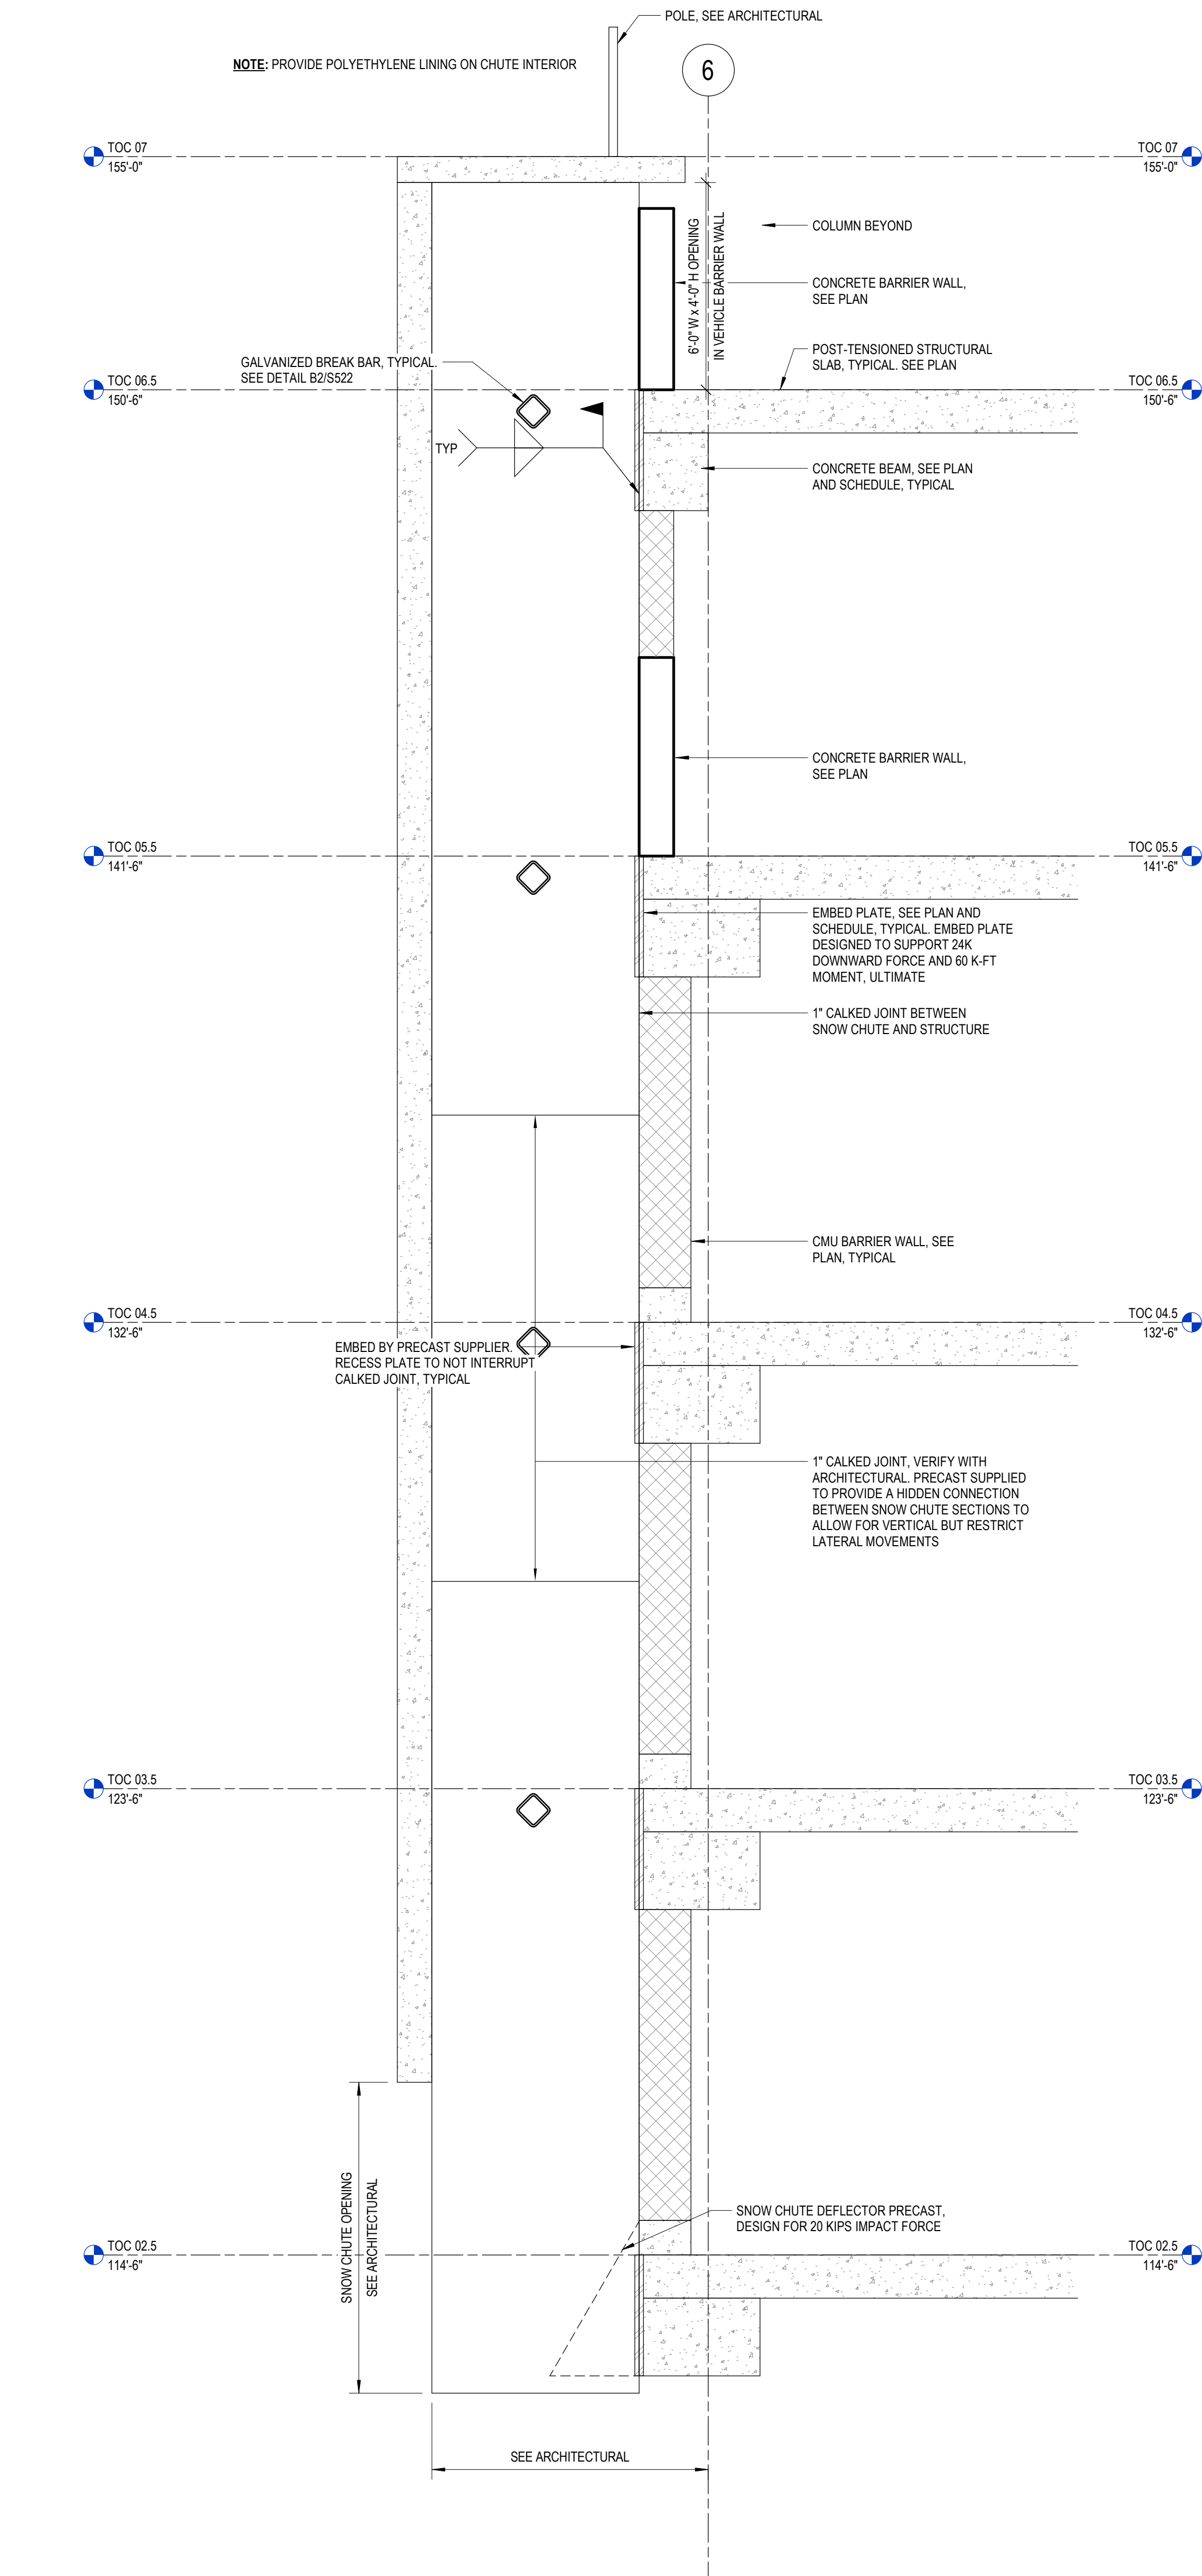 POLE, SEE ARCHITECTURAL
NOTE: PROVIDE POLYETHYLENE LINING ON CHUTE INTERIOR
6
TOC 07
155'-0"
TOC 07
155'-0"
6'-0" W x 4'-0" H OPENING
IN VEHICLE BARRIER WALL
COLUMN BEYOND
CONCRETE BARRIER WALL,
SEE PLAN
POST-TENSIONED STRUCTURAL
SLAB, TYPICAL. SEE PLAN
GALVANIZED BREAK BAR, TYPICAL.
SEE DETAIL B2/S522
TOC 06.5
150'-6"
TOC 06.5
150'-6"
TYP
CONCRETE BEAM, SEE PLAN
AND SCHEDULE, TYPICAL
CONCRETE BARRIER WALL,
SEE PLAN
TOC 05.5
141'-6"
TOC 05.5
141'-6"
EMBED PLATE, SEE PLAN AND
SCHEDULE, TYPICAL. EMBED PLATE
DESIGNED TO SUPPORT 24K
DOWNWARD FORCE AND 60 K-FT
MOMENT, ULTIMATE
1" CALKED JOINT BETWEEN
SNOW CHUTE AND STRUCTURE
CMU BARRIER WALL, SEE
PLAN, TYPICAL
TOC 04.5
132'-6"
TOC 04.5
132'-6"
EMBED BY PRECAST SUPPLIER.
RECESS PLATE TO NOT INTERRUPT
CALKED JOINT, TYPICAL
1" CALKED JOINT, VERIFY WITH
ARCHITECTURAL. PRECAST SUPPLIED
TO PROVIDE A HIDDEN CONNECTION
BETWEEN SNOW CHUTE SECTIONS TO
ALLOW FOR VERTICAL BUT RESTRICT
LATERAL MOVEMENTS
TOC 03.5
123'-6"
TOC 03.5
123'-6"
SNOW CHUTE OPENING
SEE ARCHITECTURAL
SNOW CHUTE DEFLECTOR PRECAST,
DESIGN FOR 20 KIPS IMPACT FORCE
TOC 02.5
114'-6"
TOC 02.5
114'-6"
SEE ARCHITECTURAL